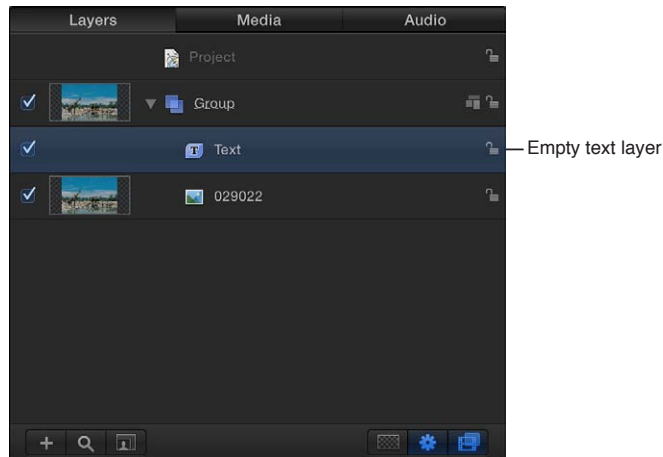 Layers Media Audio
Project
Group
Text
Empty text layer
029022